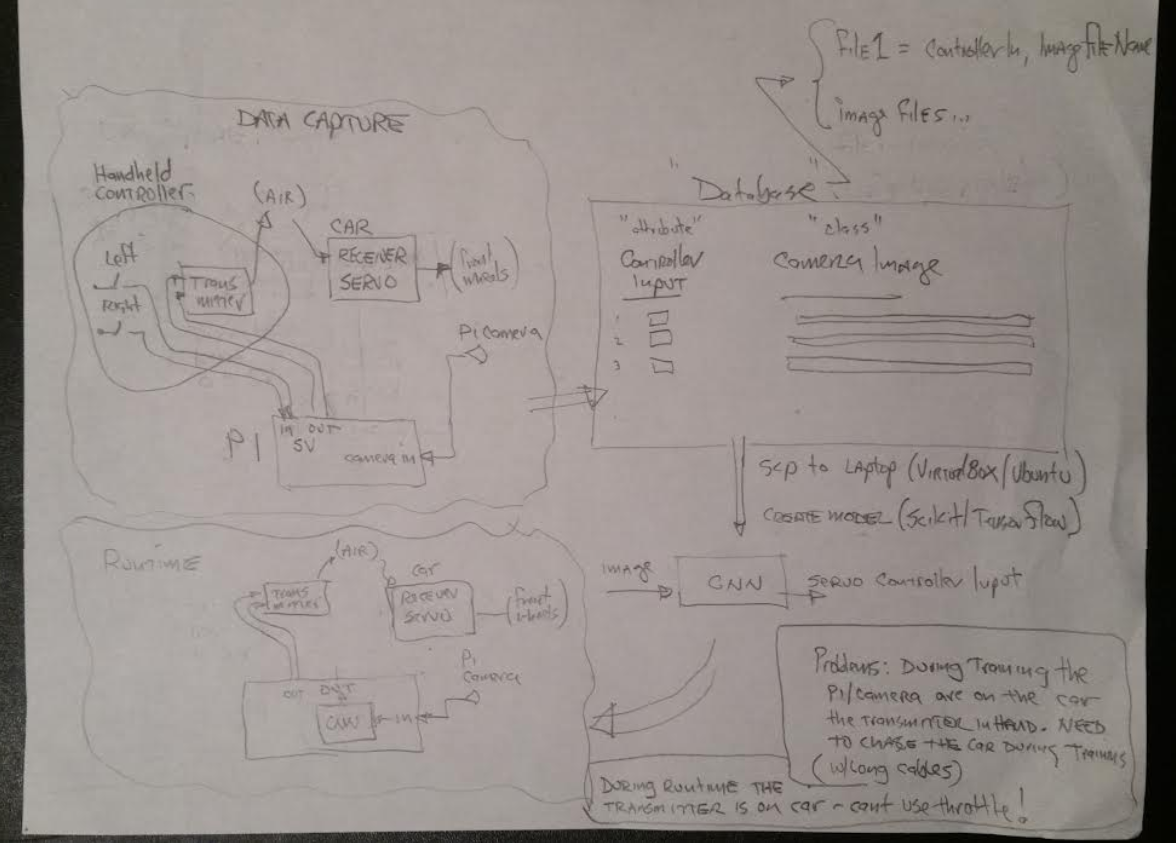 FILE1 = ControllerIn, ImageFileName
image files...
DATA CAPTURE
Handheld
CONTROLLER
(AIR)
Left
Right
TRANS
MITTER
CAR
RECEIVER
SERVO
(front
wheels)
Pi Camera
PI
IN OUT
5V
camera in
"Database"
"attribute"
"class"
Controller
INPUT
Camera Image
1
2
3
SCP to LAPTOP (VirtualBox/Ubuntu)
CREATE MODEL (Scikit/Tensorflow)
IMAGE
CNN
SERVO Controller Input
RUNTIME
(AIR)
TRANS
MITTER
Car
RECEIVER
SERVO
(front
wheels)
Pi
Camera
OUT OUT
CNN
IN
Problems: During Training the
Pi/camera are on the car
the transmitter in HAND. NEED
TO CHASE THE CAR DURING TRAINING
(w/long cables)
DURING RUNTIME THE
TRANSMITTER IS ON car - cant use throttle!